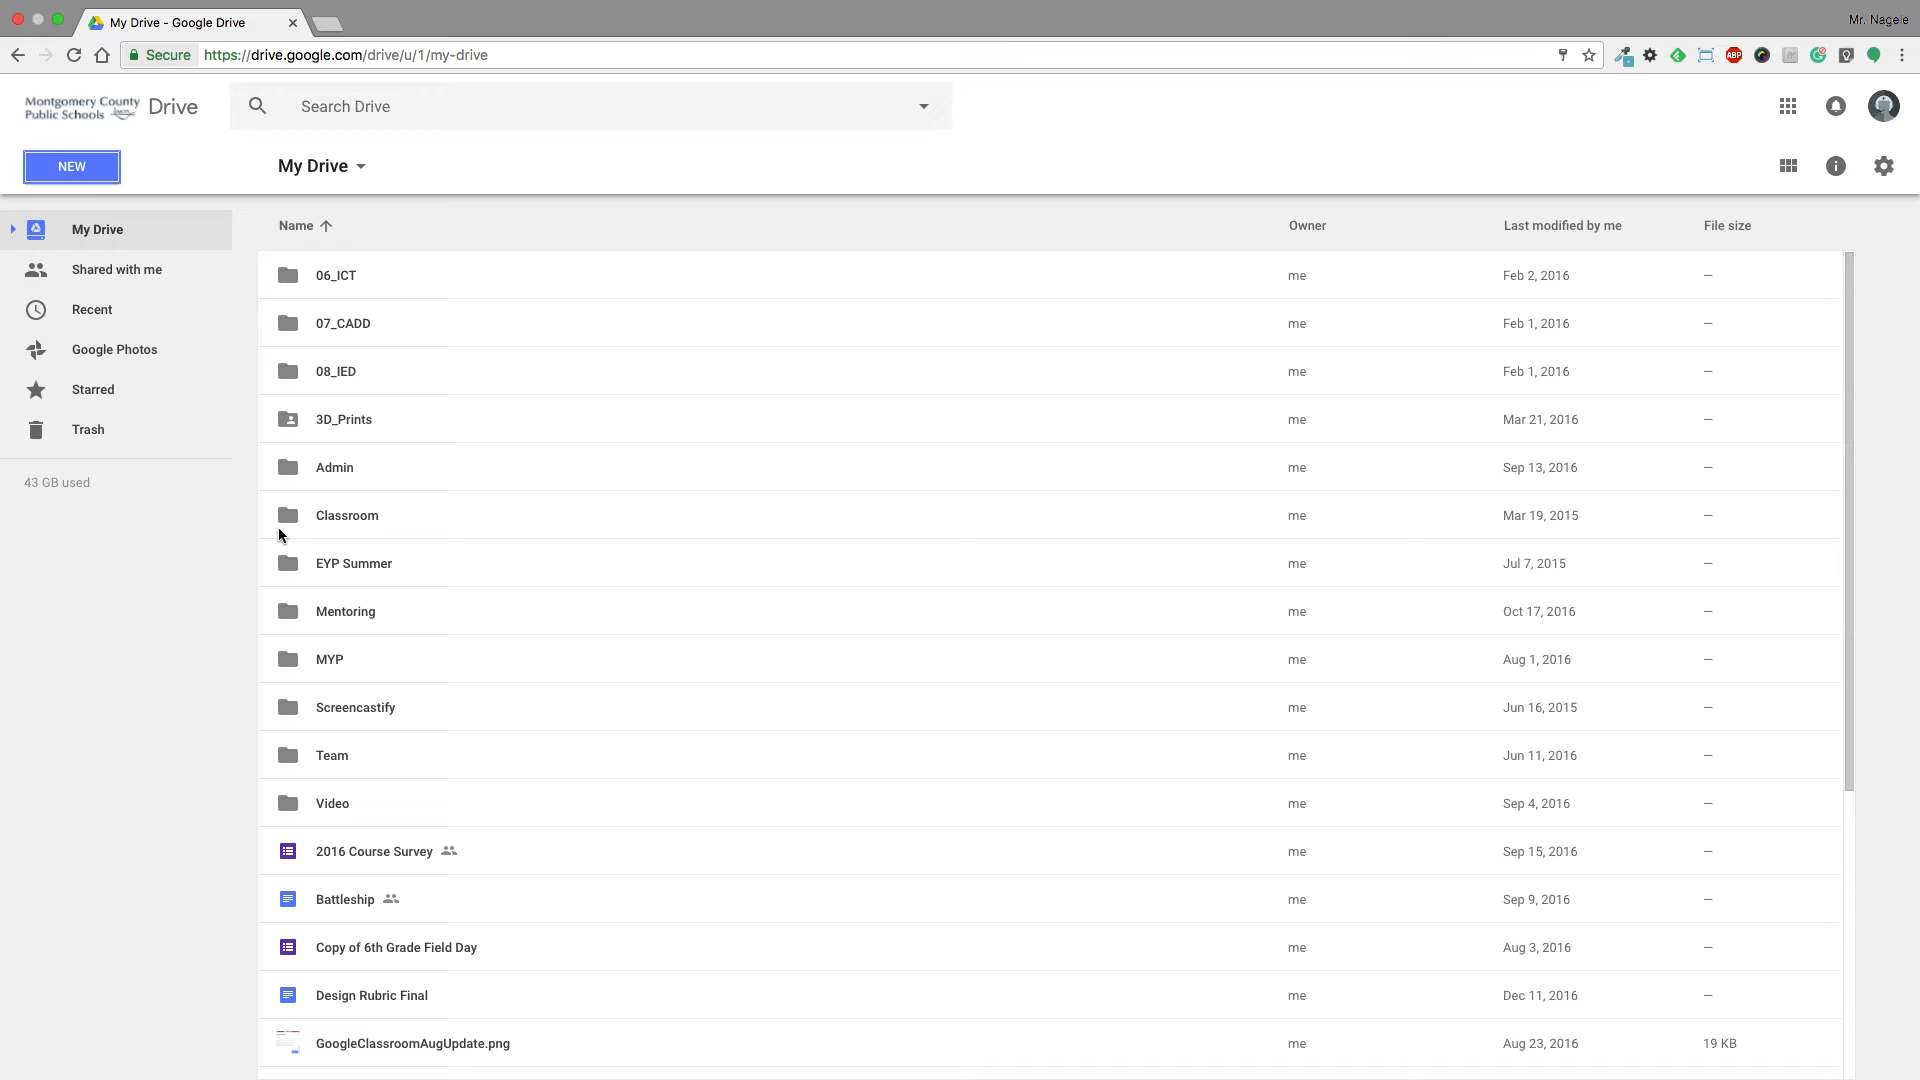 My Drive - Google Drive
Mr. Nagele
Secure https://drive.google.com/drive/u/1/my-drive
ABP
Montgomery County
Public Schools
Drive
Search Drive
NEW
My Drive
My Drive
Shared with me
Recent
Google Photos
Starred
Trash
43 GB used
Name Owner Last modified by me File size
06_ICT me Feb 2, 2016 –
07_CADD me Feb 1, 2016 –
08_IED me Feb 1, 2016 –
3D_Prints me Mar 21, 2016 –
Admin me Sep 13, 2016 –
Classroom me Mar 19, 2015 –
EYP Summer me Jul 7, 2015 –
Mentoring me Oct 17, 2016 –
MYP me Aug 1, 2016 –
Screencastify me Jun 16, 2015 –
Team me Jun 11, 2016 –
Video me Sep 4, 2016 –
2016 Course Survey me Sep 15, 2016 –
Battleship me Sep 9, 2016 –
Copy of 6th Grade Field Day me Aug 3, 2016 –
Design Rubric Final me Dec 11, 2016 –
GoogleClassroomAugUpdate.png me Aug 23, 2016 19 KB